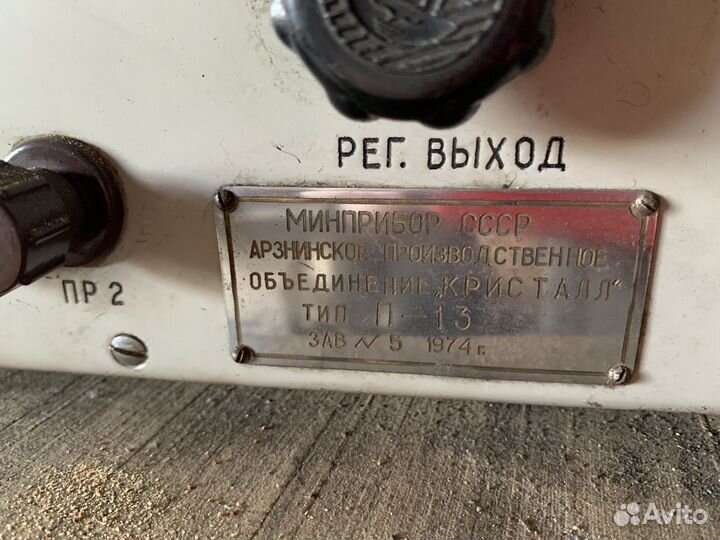 РЕГ. ВЫХОД
ПР 2
МИНПРИБОР СССР
АРЗНИНСКОЕ ПРОИЗВОДСТВЕННОЕ
ОБЪЕДИНЕНИЕ „КРИСТАЛЛ"
ТИП П-13
ЗАВ № 5 1974 г.
Avito